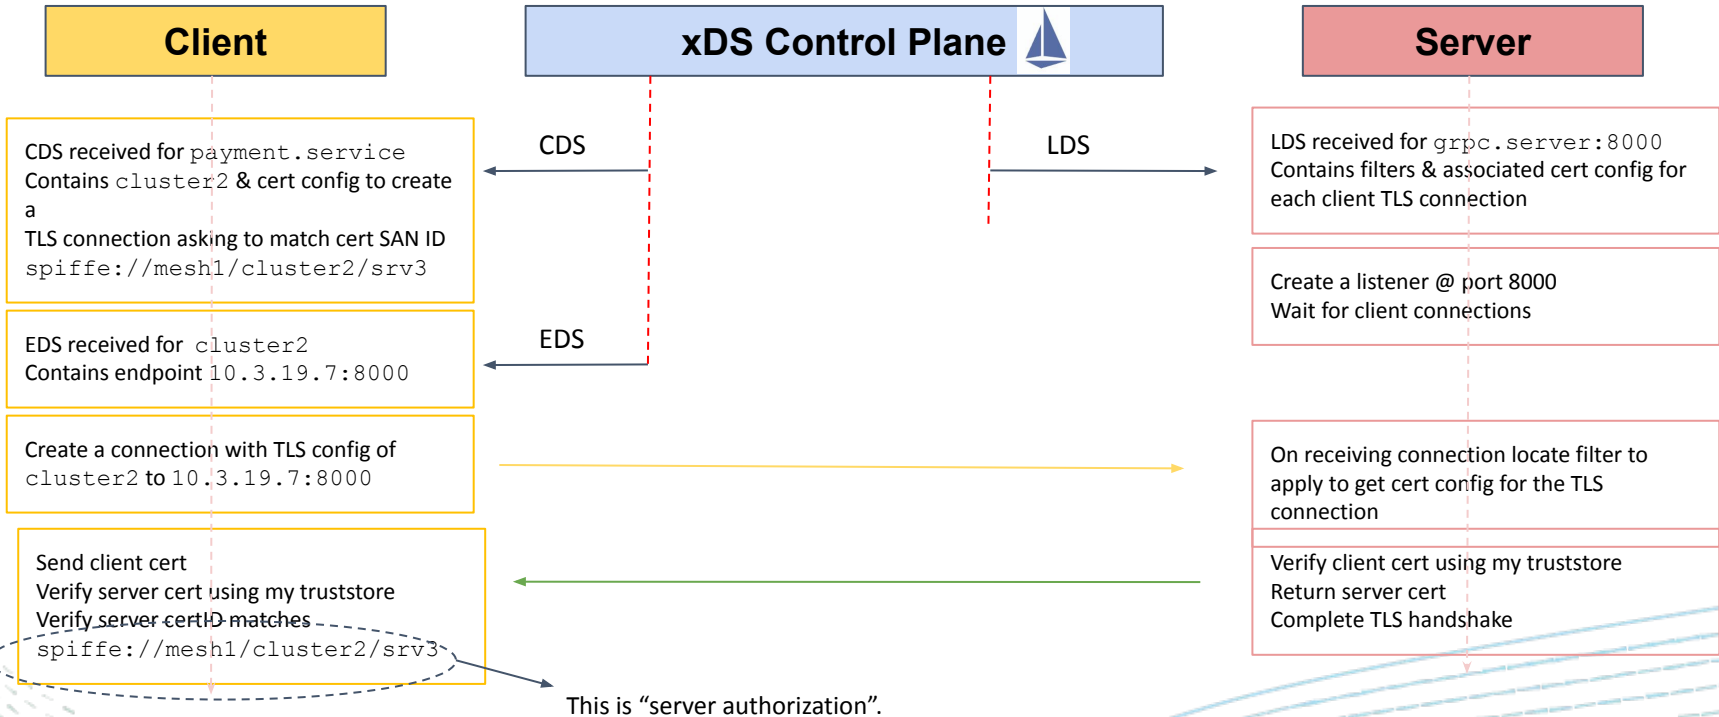 Client
xDS Control Plane
Server
CDS received for payment.service
Contains cluster2 & cert config to create
a
TLS connection asking to match cert SAN ID
spiffe://mesh1/cluster2/srv3
CDS
LDS
LDS received for grpc.server:8000
Contains filters & associated cert config for
each client TLS connection
Create a listener @ port 8000
Wait for client connections
EDS received for cluster2
Contains endpoint 10.3.19.7:8000
EDS
Create a connection with TLS config of
cluster2 to 10.3.19.7:8000
On receiving connection locate filter to
apply to get cert config for the TLS
connection
Send client cert
Verify server cert using my truststore
Verify server certID matches
spiffe://mesh1/cluster2/srv3
Verify client cert using my truststore
Return server cert
Complete TLS handshake
This is “server authorization”.